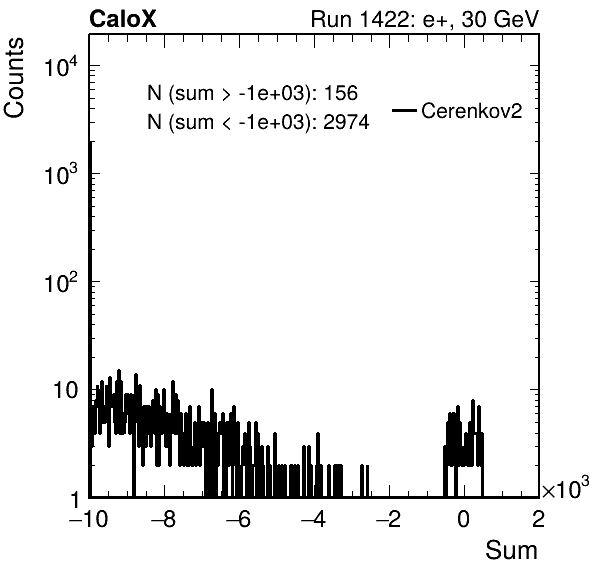 CaloX Run 1422: e+, 30 GeV
Counts
10⁴
N (sum > -1e+03): 156
N (sum < -1e+03): 2974
Cerenkov2
10³
10²
10
1
−10 −8 −6 −4 −2 0 2
×10³
Sum